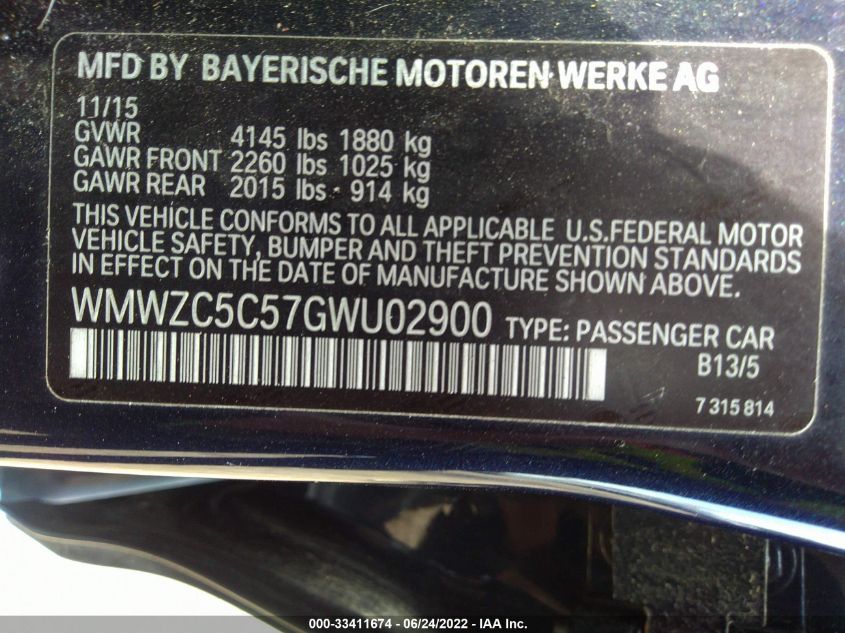 MFD BY BAYERISCHE MOTOREN WERKE AG
11/15
GVWR 4145 lbs 1880 kg
GAWR FRONT 2260 lbs 1025 kg
GAWR REAR 2015 lbs 914 kg
THIS VEHICLE CONFORMS TO ALL APPLICABLE U.S.FEDERAL MOTOR
VEHICLE SAFETY, BUMPER AND THEFT PREVENTION STANDARDS
IN EFFECT ON THE DATE OF MANUFACTURE SHOWN ABOVE.
WMWZC5C57GWU02900 TYPE: PASSENGER CAR
B13/5
7 315 814
000-33411674 - 06/24/2022 - IAA Inc.